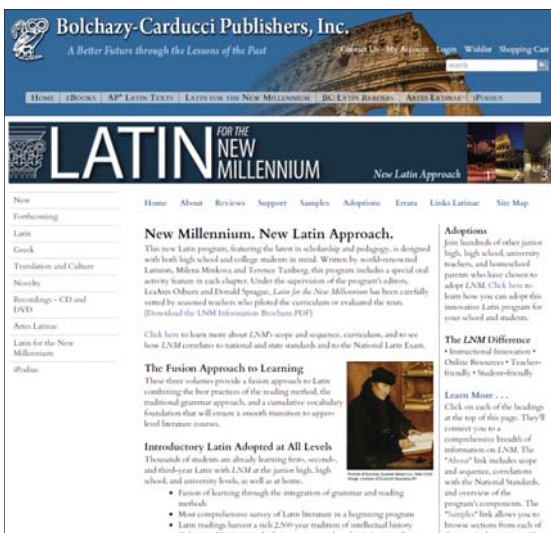 Bolchazy-Carducci Publishers, Inc.
A Better Future through the Lessons of the Past
Contact Us My Account Login Wishlist Shopping Cart
search
HOME EBOOKS AP* LATIN TEXTS LATIN FOR THE NEW MILLENNIUM BC LATIN READERS ARTES LATINAE IPODIUS
LATIN FOR THE NEW MILLENNIUM
New Latin Approach
1
3
New
Forthcoming
Latin
Greek
Translation and Culture
Novelty
Recordings - CD and
DVD
Artes Latinae
Latin for the New
Millennium
iPodius
Home About Reviews Support Samples Adoptions Errata Links Latinae Site Map
New Millennium. New Latin Approach.
This new Latin program, featuring the latest in scholarship and pedagogy, is designed
with both high school and college students in mind. Written by world-renowned
Latinists, Milena Minkova and Terence Tunberg, this program includes a special oral
activity feature in each chapter. Under the supervision of the program's editors,
LeaAnn Osburn and Donald Sprague, Latin for the New Millennium has been carefully
vetted by seasoned teachers who piloted the curriculum or evaluated the texts.
(Download the LNM Information Brochure PDF)
Click here to learn more about LNM's scope and sequence, curriculum, and to see
how LNM correlates to national and state standards and to the National Latin Exam.
The Fusion Approach to Learning
These three volumes provide a fusion approach to Latin
combining the best practices of the reading method, the
traditional grammar approach, and a cumulative vocabulary
foundation that will ensure a smooth transition to upper-
level literature courses.
Introductory Latin Adopted at All Levels
Thousands of students are already learning first-, second-,
and third-year Latin with LNM at the junior high, high
school, and university levels, as well as at home.
• Fusion of learning through the integration of grammar and reading
methods
• Most comprehensive survey of Latin literature in a beginning program
• Latin readings harvest a rich 2,500 year tradition of intellectual history
Adoptions
Join hundreds of other junior
high, high school, university
teachers, and homeschool
parents who have chosen to
adopt LNM. Click here to
learn how you can adopt this
innovative Latin program for
your school and students.
The LNM Difference
• Instructional Innovation •
Online Resources • Teacher-
friendly • Student-friendly
Learn More . . .
Click on each of the headings
at the top of this page. They'll
connect you to a
comprehensive breadth of
information on LNM. The
"About" link includes scope
and sequence, correlations
with the National Standards,
and overview of the
program's components. The
"Samples" link allows you to
browse sections from each of